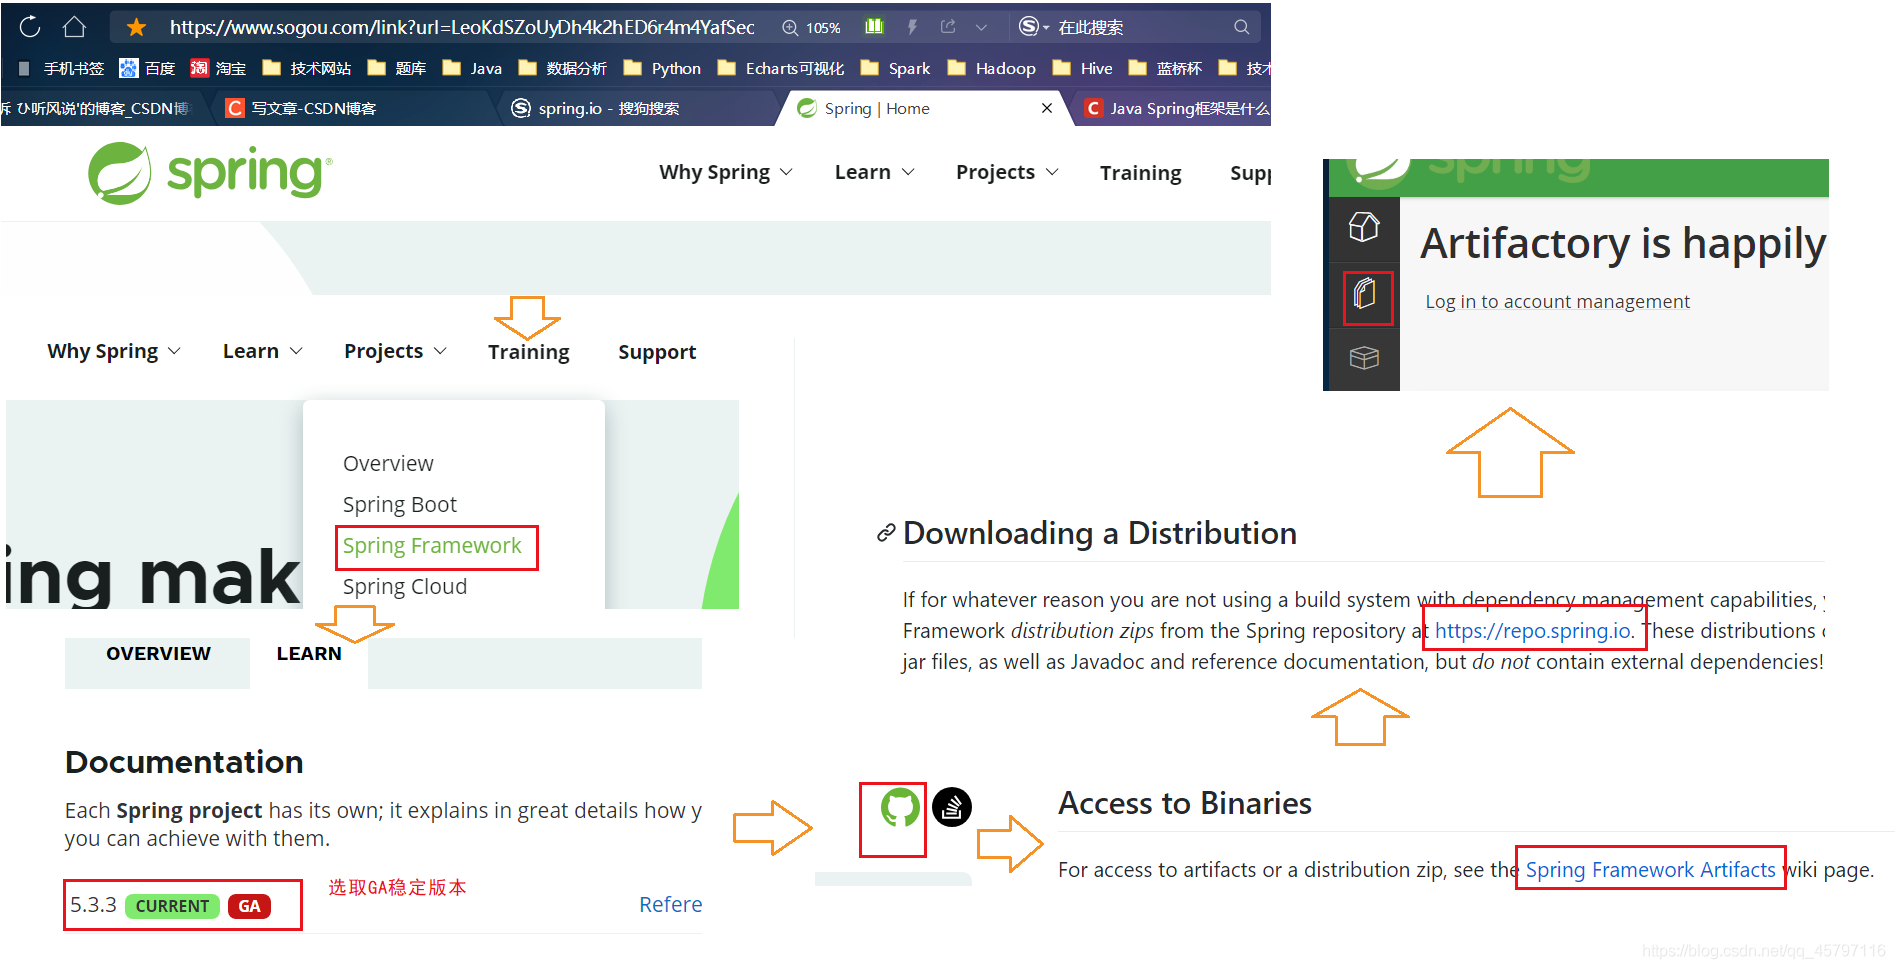 https://www.sogou.com/link?url=LeoKdSZoUyDh4k2hED6r4m4YafSec
105%
在此搜索
手机书签 百度 淘宝 技术网站 题库 Java 数据分析 Python Echarts可视化 Spark Hadoop Hive 蓝桥杯 技术
诉 ひ听风说'的博客_CSDN博 写文章-CSDN博客 spring.io - 搜狗搜索 Spring | Home Java Spring框架是什么
spring
Why Spring Learn Projects Training Supp
spring
Artifactory is happily
Log in to account management
Why Spring Learn Projects Training Support
Overview
Spring Boot
Spring Framework
Spring Cloud
ing mak
OVERVIEW LEARN
Documentation
Each Spring project has its own; it explains in great details how y
you can achieve with them.
5.3.3 CURRENT GA
选取GA稳定版本
Refere
Downloading a Distribution
If for whatever reason you are not using a build system with dependency management capabilities, y
Framework distribution zips from the Spring repository at https://repo.spring.io. These distributions c
jar files, as well as Javadoc and reference documentation, but do not contain external dependencies!
Access to Binaries
For access to artifacts or a distribution zip, see the Spring Framework Artifacts wiki page.
https://blog.csdn.net/qq_45797116